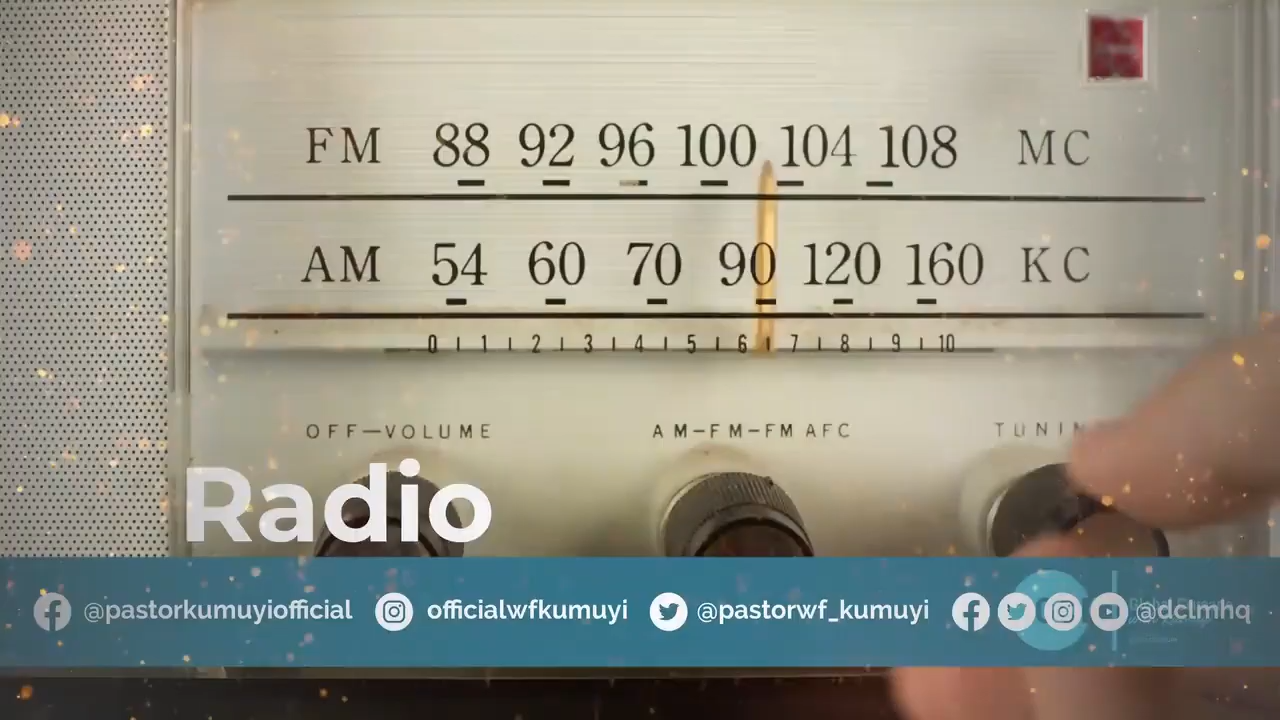 FM 88 92 96 100 104 108 MC
AM 54 60 70 90 120 160 KC
0 1 2 3 4 5 6 7 8 9 10
OFF—VOLUME AM—FM—FM AFC
Radio
@pastorkumuyiofficial officialwfkumuyi @pastorwf_kumuyi @dclmhq